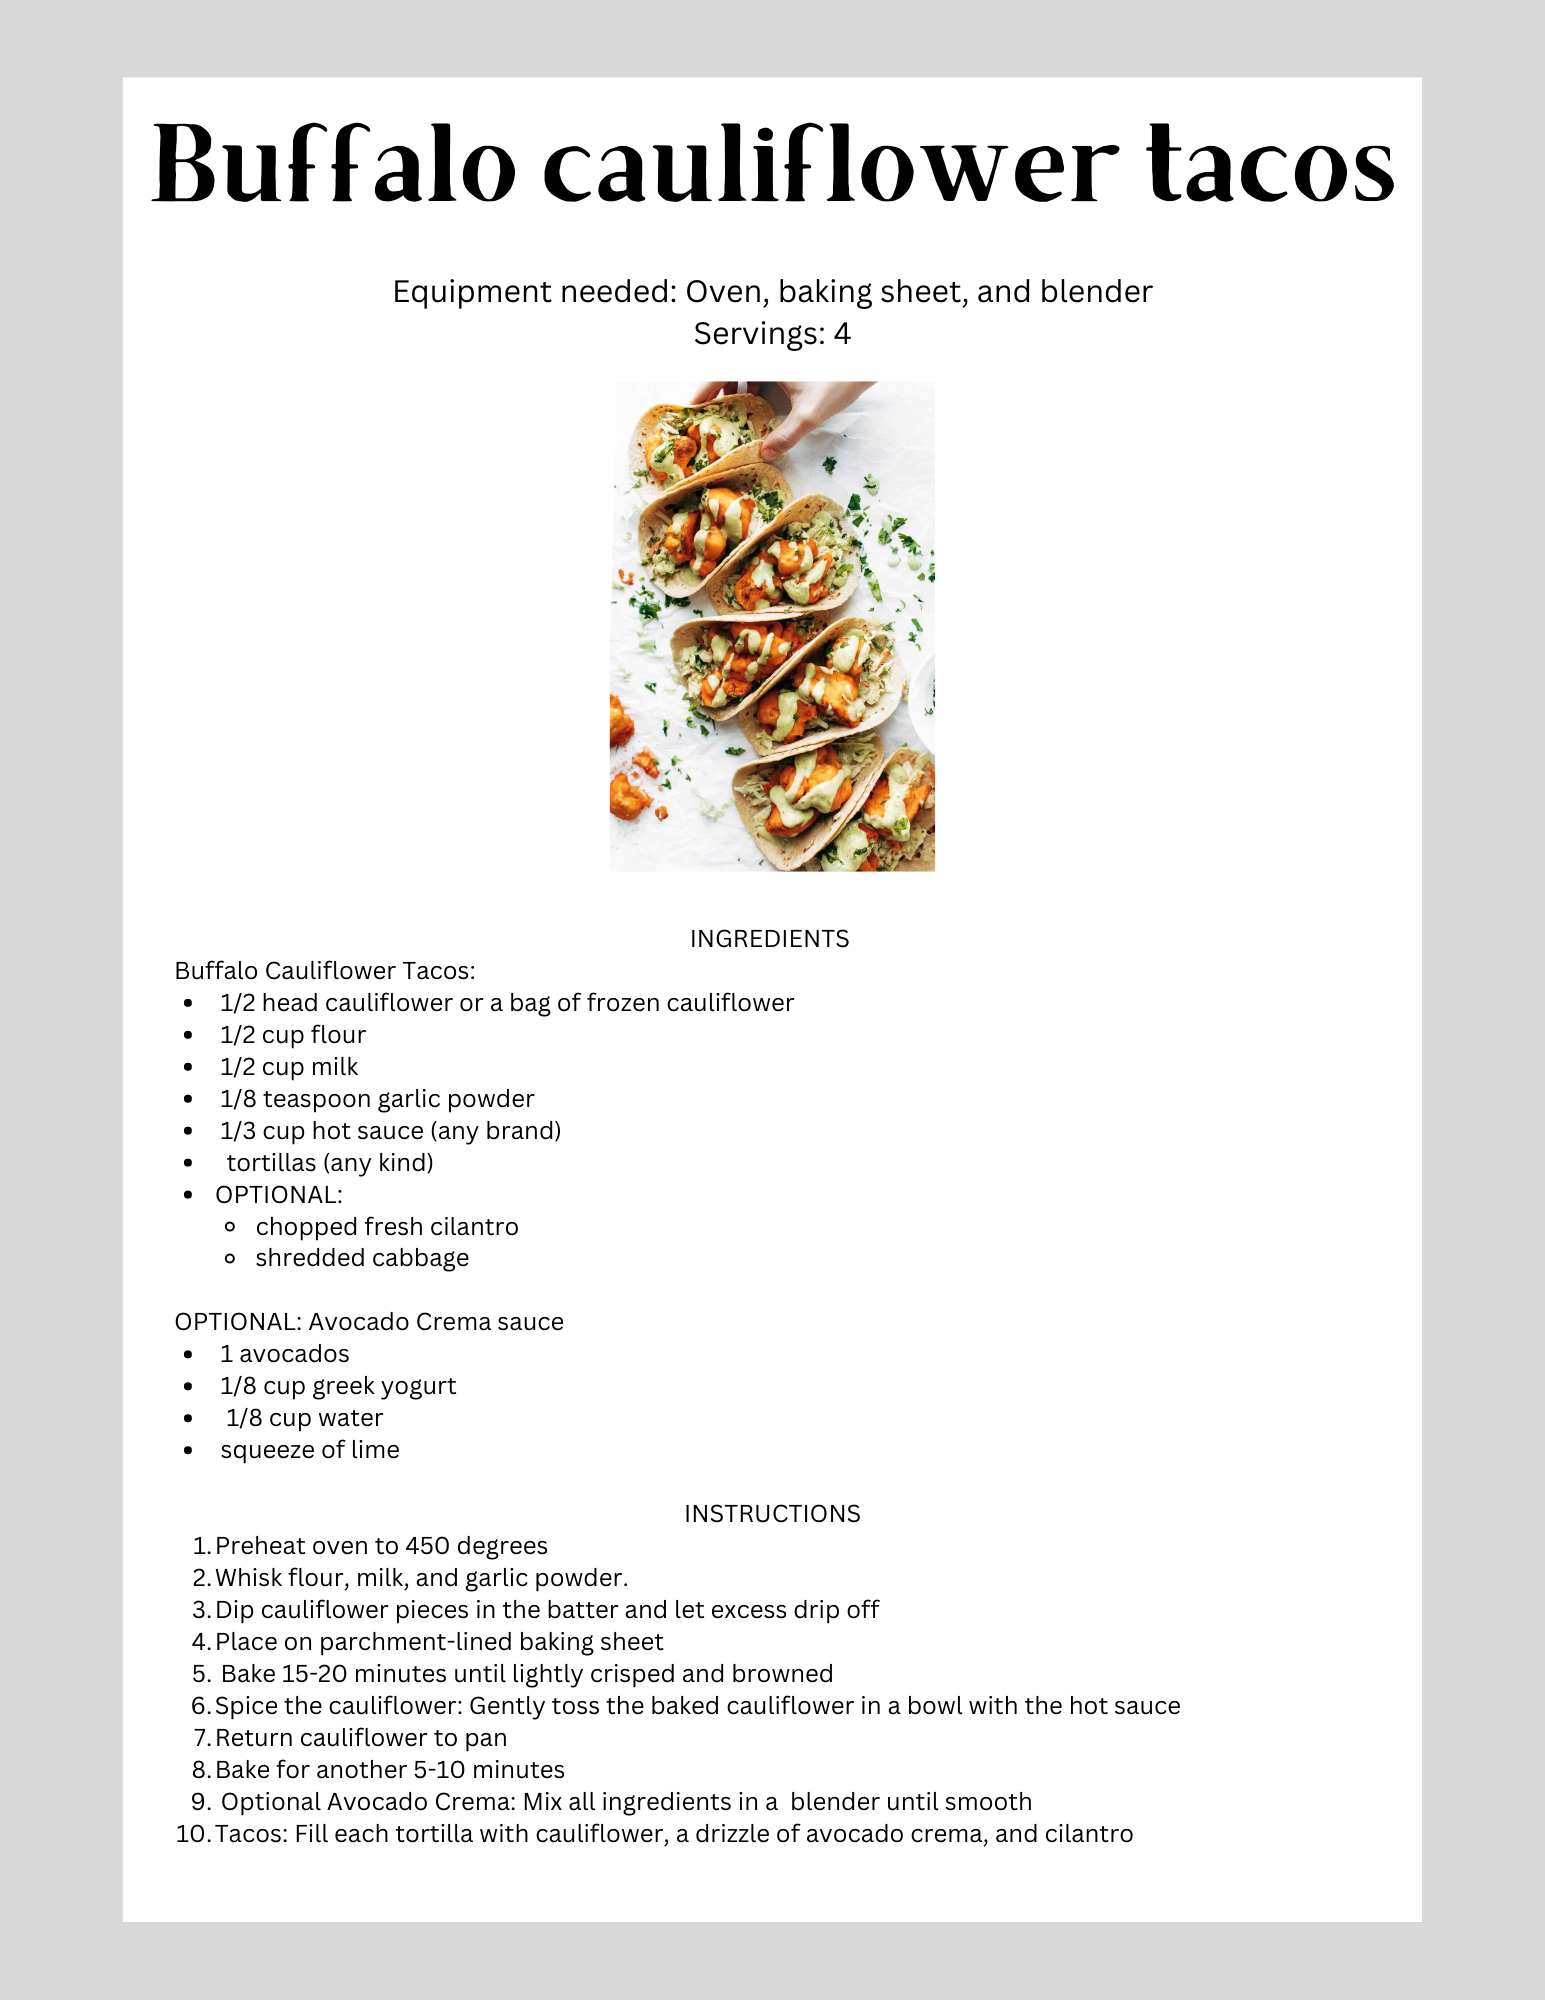 Buffalo cauliflower tacos
Equipment needed: Oven, baking sheet, and blender
Servings: 4
INGREDIENTS
Buffalo Cauliflower Tacos:
• 1/2 head cauliflower or a bag of frozen cauliflower
• 1/2 cup flour
• 1/2 cup milk
• 1/8 teaspoon garlic powder
• 1/3 cup hot sauce (any brand)
• tortillas (any kind)
• OPTIONAL:
◦ chopped fresh cilantro
◦ shredded cabbage
OPTIONAL: Avocado Crema sauce
• 1 avocados
• 1/8 cup greek yogurt
• 1/8 cup water
• squeeze of lime
INSTRUCTIONS
1. Preheat oven to 450 degrees
2. Whisk flour, milk, and garlic powder.
3. Dip cauliflower pieces in the batter and let excess drip off
4. Place on parchment-lined baking sheet
5. Bake 15-20 minutes until lightly crisped and browned
6. Spice the cauliflower: Gently toss the baked cauliflower in a bowl with the hot sauce
7. Return cauliflower to pan
8. Bake for another 5-10 minutes
9. Optional Avocado Crema: Mix all ingredients in a blender until smooth
10. Tacos: Fill each tortilla with cauliflower, a drizzle of avocado crema, and cilantro